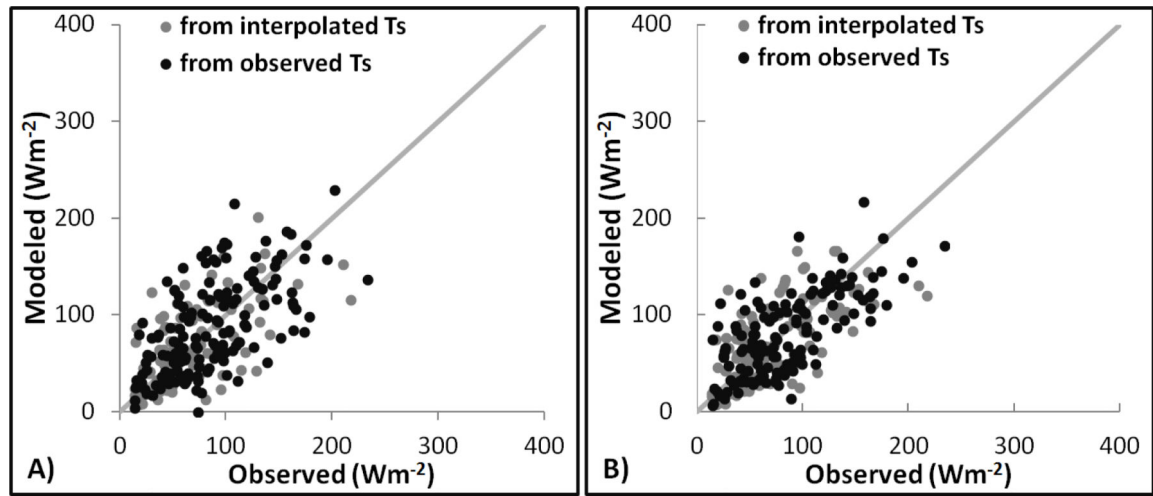 400
300
200
100
0
Modeled (Wm⁻²)
from interpolated Ts
from observed Ts
0 100 200 300 400
A) Observed (Wm⁻²)
400
300
200
100
0
Modeled (Wm⁻²)
from interpolated Ts
from observed Ts
0 100 200 300 400
B) Observed (Wm⁻²)